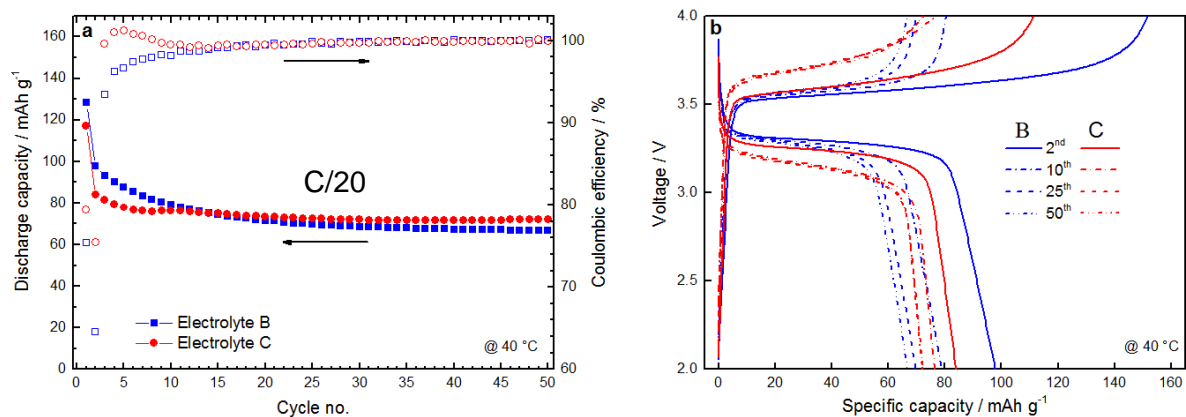 a
160
140
120
100
80
60
40
20
0
Discharge capacity / mAh g-1
100
90
80
70
60
Coulombic efficiency / %
C/20
Electrolyte B
Electrolyte C
@ 40 °C
0 5 10 15 20 25 30 35 40 45 50
Cycle no.
b
4.0
3.5
3.0
2.5
2.0
Voltage / V
B C
2nd
10th
25th
50th
@ 40 °C
0 20 40 60 80 100 120 140 160
Specific capacity / mAh g-1